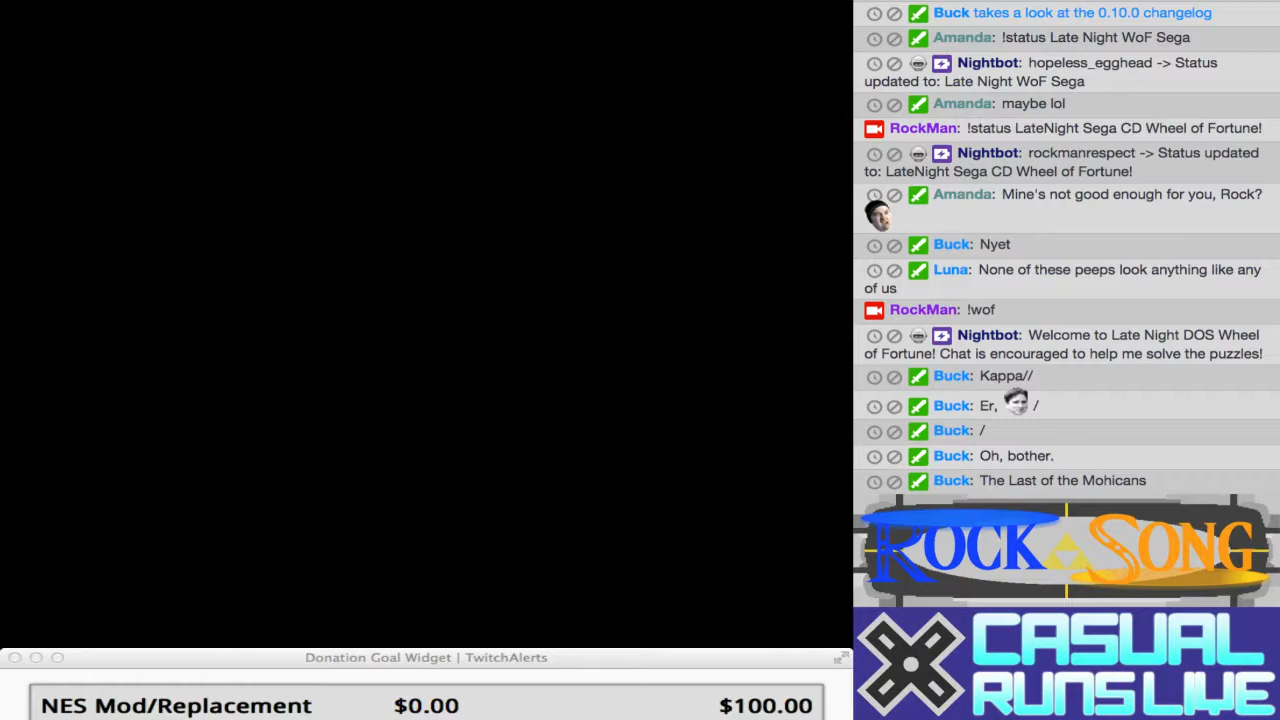 Buck takes a look at the 0.10.0 changelog
Amanda: !status Late Night WoF Sega
Nightbot: hopeless_egghead -> Status
updated to: Late Night WoF Sega
Amanda: maybe lol
RockMan: !status LateNight Sega CD Wheel of Fortune!
Nightbot: rockmanrespect -> Status updated
to: LateNight Sega CD Wheel of Fortune!
Amanda: Mine's not good enough for you, Rock?
Buck: Nyet
Luna: None of these peeps look anything like any
of us
RockMan: !wof
Nightbot: Welcome to Late Night DOS Wheel
of Fortune! Chat is encouraged to help me solve the puzzles!
Buck: Kappa//
Buck: Er, /
Buck: /
Buck: Oh, bother.
Buck: The Last of the Mohicans
ROCK SONG
CASUAL
RUNS LIVE
Donation Goal Widget | TwitchAlerts
NES Mod/Replacement $0.00 $100.00